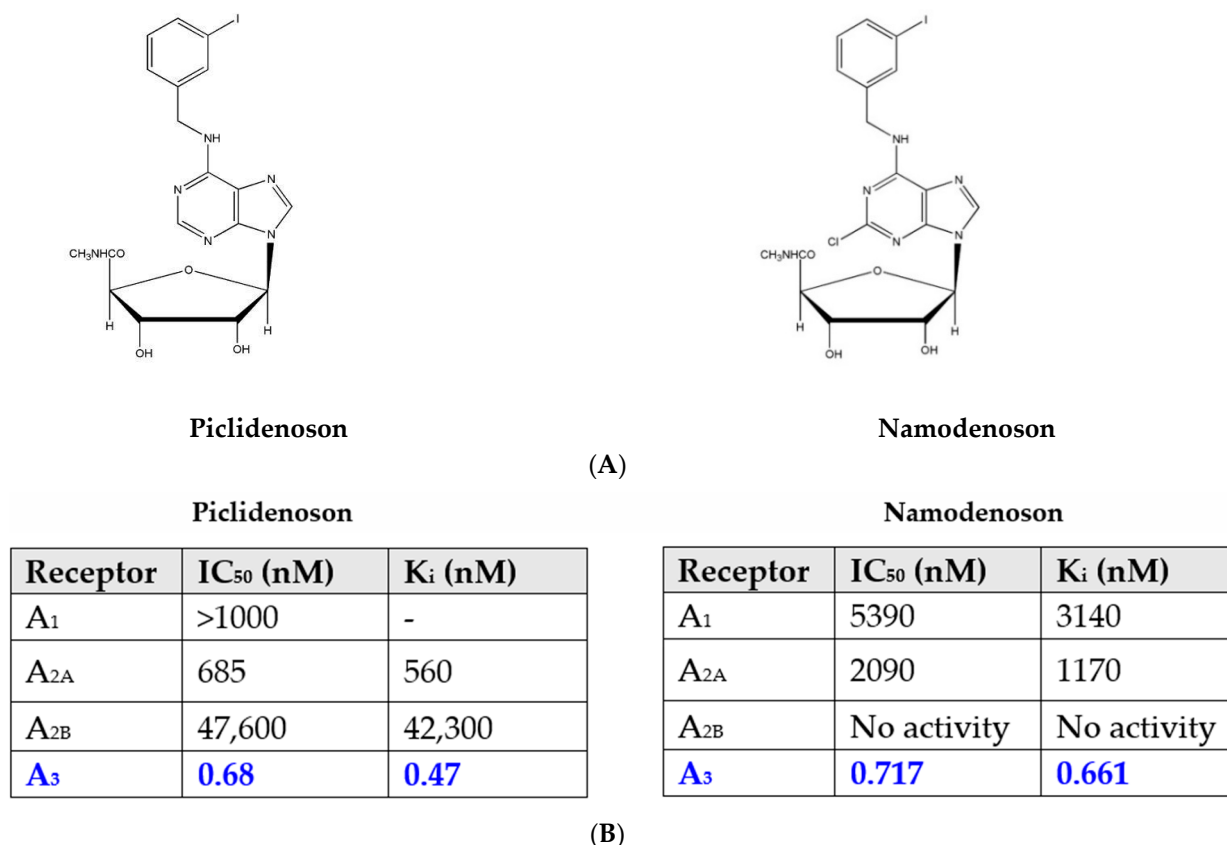 I
NH
N
N
N
N
CH₃NHCO
O
H
H
OH
OH
I
NH
N
N
Cl
N
N
CH₃NHCO
O
H
H
OH
OH
Piclidenoson Namodenoson
(A)
Piclidenoson Namodenoson
Receptor IC₅₀ (nM) Kᵢ (nM)
A₁ >1000 -
A₂A 685 560
A₂B 47,600 42,300
A₃ 0.68 0.47
Receptor IC₅₀ (nM) Kᵢ (nM)
A₁ 5390 3140
A₂A 2090 1170
A₂B No activity No activity
A₃ 0.717 0.661
(B)